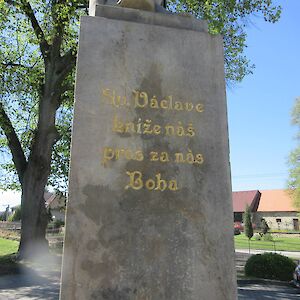 Sv. Václave
kníže náš
pros za nás
Boha